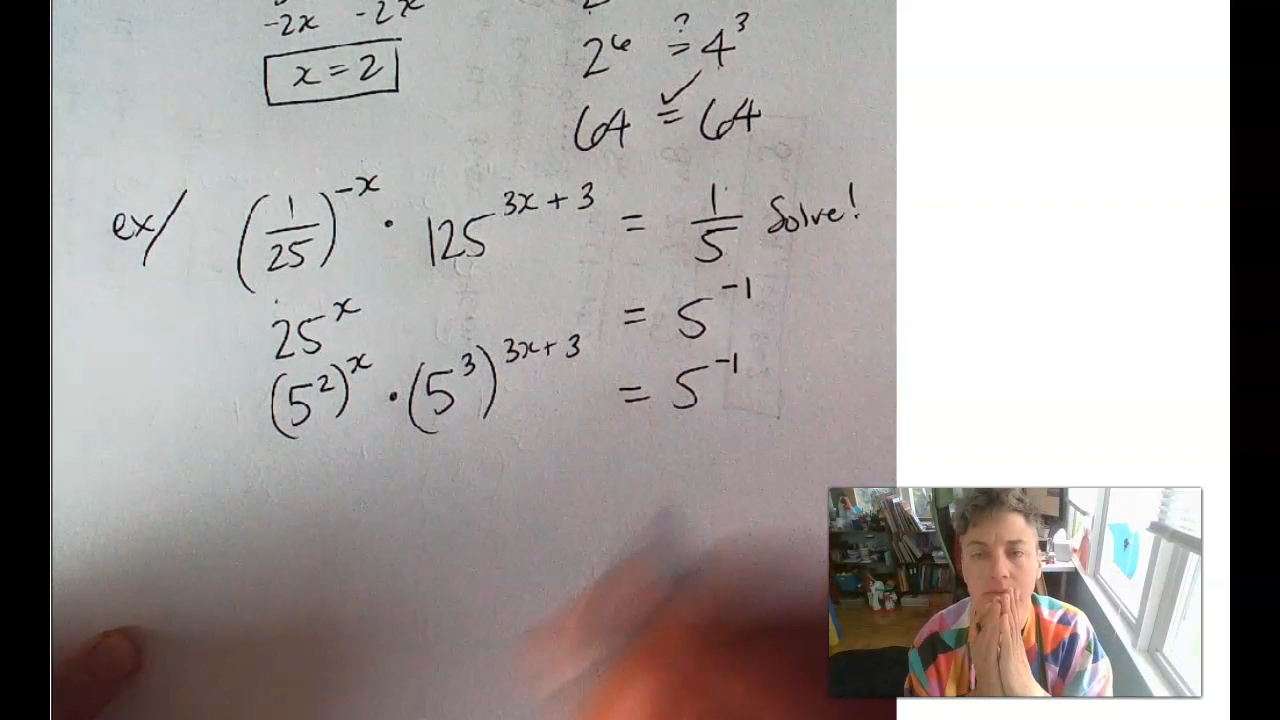 -2x -2x
x = 2
2^6 ?= 4^3
64 = 64 ✓
ex/ (1/25)^-x · 125^3x+3 = 1/5 Solve!
25^x = 5^-1
(5^2)^x · (5^3)^3x+3 = 5^-1